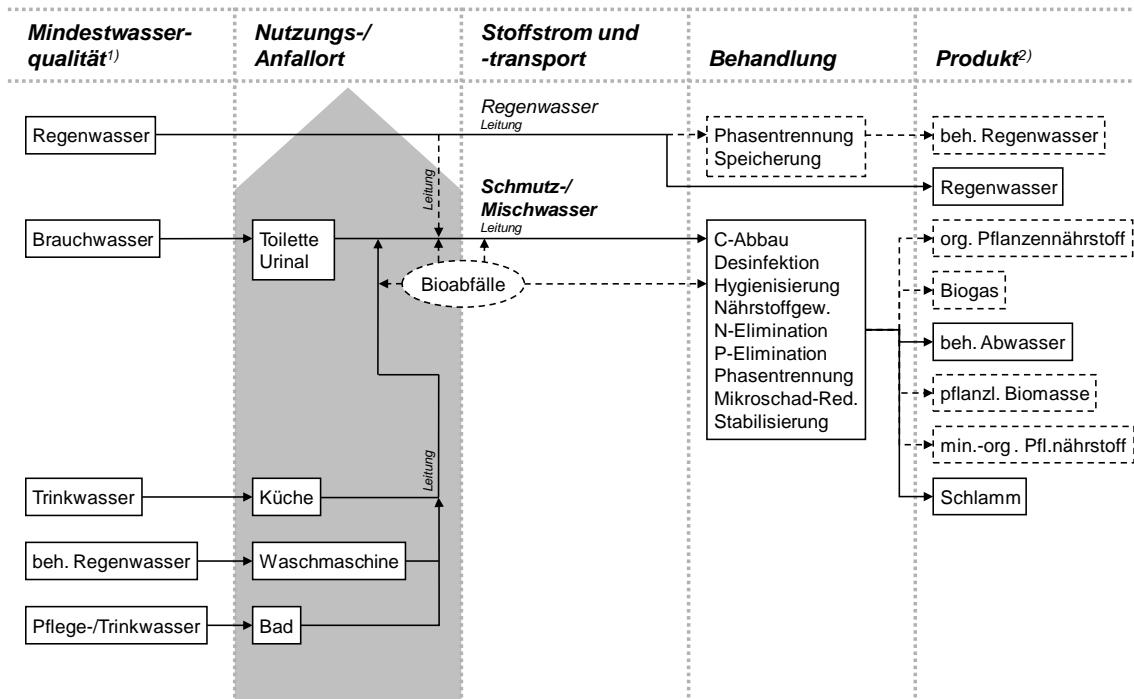 Mindestwasser-
qualität1)
Nutzungs-/
Anfallort
Stoffstrom und
-transport
Behandlung
Produkt2)
Regenwasser
Regenwasser
Leitung
Phasentrennung
Speicherung
beh. Regenwasser
Leitung
Regenwasser
Schmutz-/
Mischwasser
Leitung
Brauchwasser
Toilette
Urinal
Bioabfälle
C-Abbau
Desinfektion
Hygienisierung
Nährstoffgew.
N-Elimination
P-Elimination
Phasentrennung
Mikroschad-Red.
Stabilisierung
org. Pflanzennährstoff
Biogas
beh. Abwasser
pflanzl. Biomasse
min.-org . Pfl.nährstoff
Schlamm
Leitung
Trinkwasser
Küche
beh. Regenwasser
Waschmaschine
Pflege-/Trinkwasser
Bad